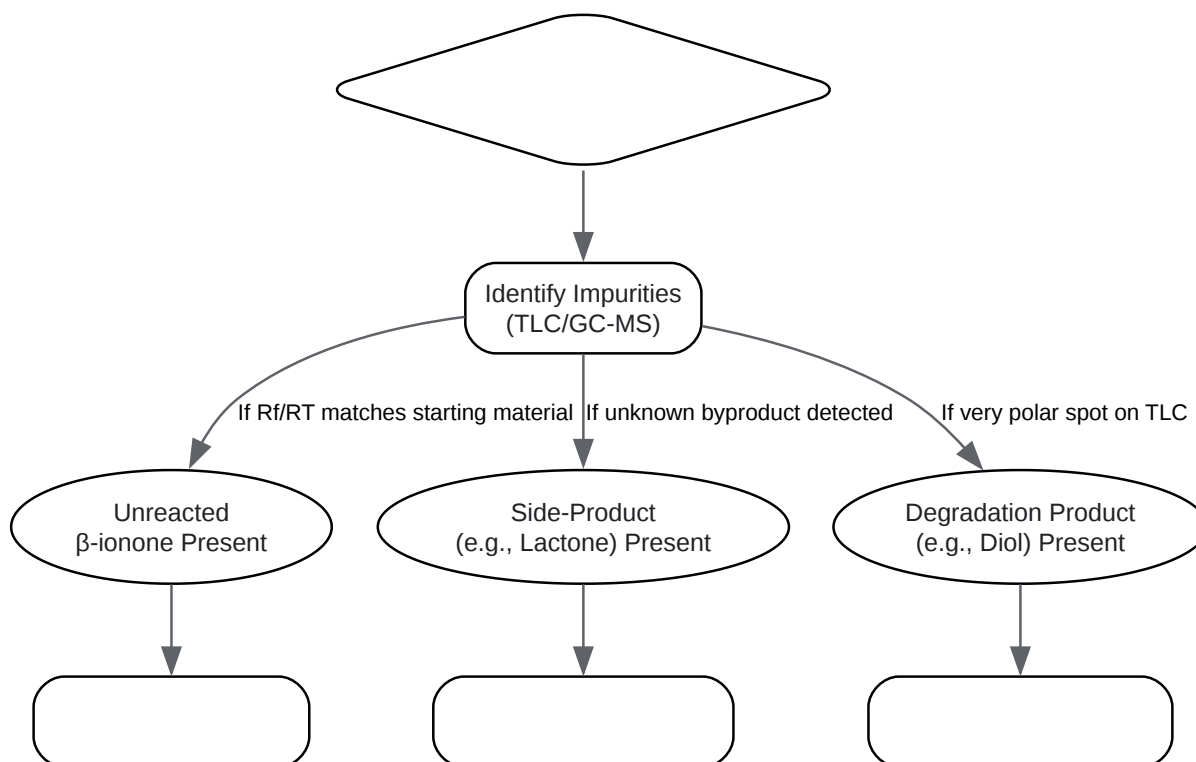 Identify Impurities
(TLC/GC-MS)
If Rf/RT matches starting material
If unknown byproduct detected
If very polar spot on TLC
Unreacted
β-ionone Present
Side-Product
(e.g., Lactone) Present
Degradation Product
(e.g., Diol) Present